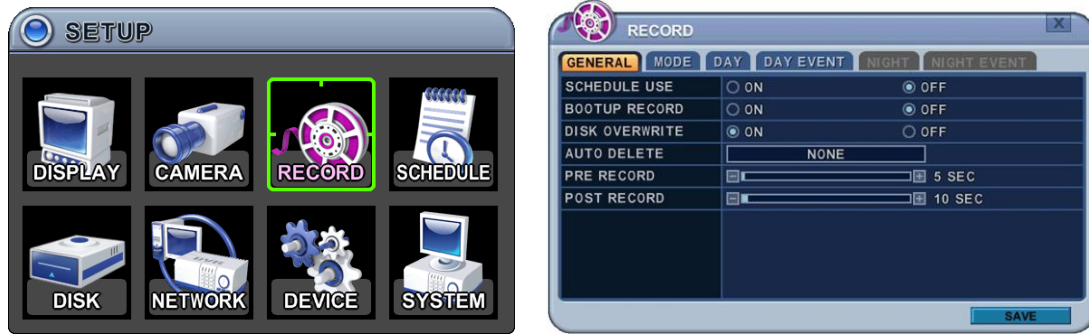 SETUP
DISPLAY CAMERA RECORD SCHEDULE
DISK NETWORK DEVICE SYSTEM
RECORD X
GENERAL MODE DAY DAY EVENT NIGHT NIGHT EVENT
SCHEDULE USE ON OFF
BOOTUP RECORD ON OFF
DISK OVERWRITE ON OFF
AUTO DELETE NONE
PRE RECORD 5 SEC
POST RECORD 10 SEC
SAVE